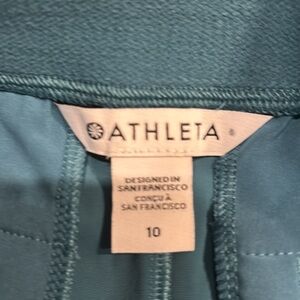 ATHLETA
DESIGNED IN
SAN FRANCISCO
CONÇU À
SAN FRANCISCO
10